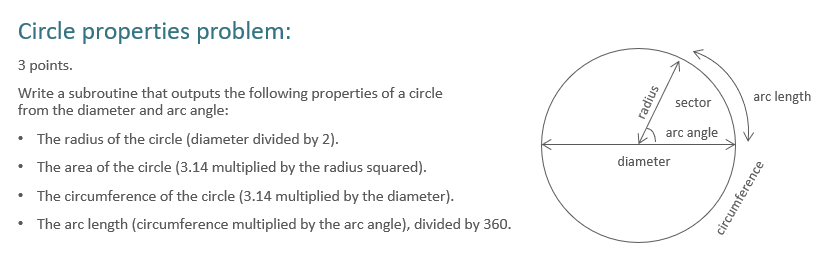 Circle properties problem:
3 points.
Write a subroutine that outputs the following properties of a circle
from the diameter and arc angle:
• The radius of the circle (diameter divided by 2).
• The area of the circle (3.14 multiplied by the radius squared).
• The circumference of the circle (3.14 multiplied by the diameter).
• The arc length (circumference multiplied by the arc angle), divided by 360.
radius
sector
arc length
arc angle
diameter
circumference